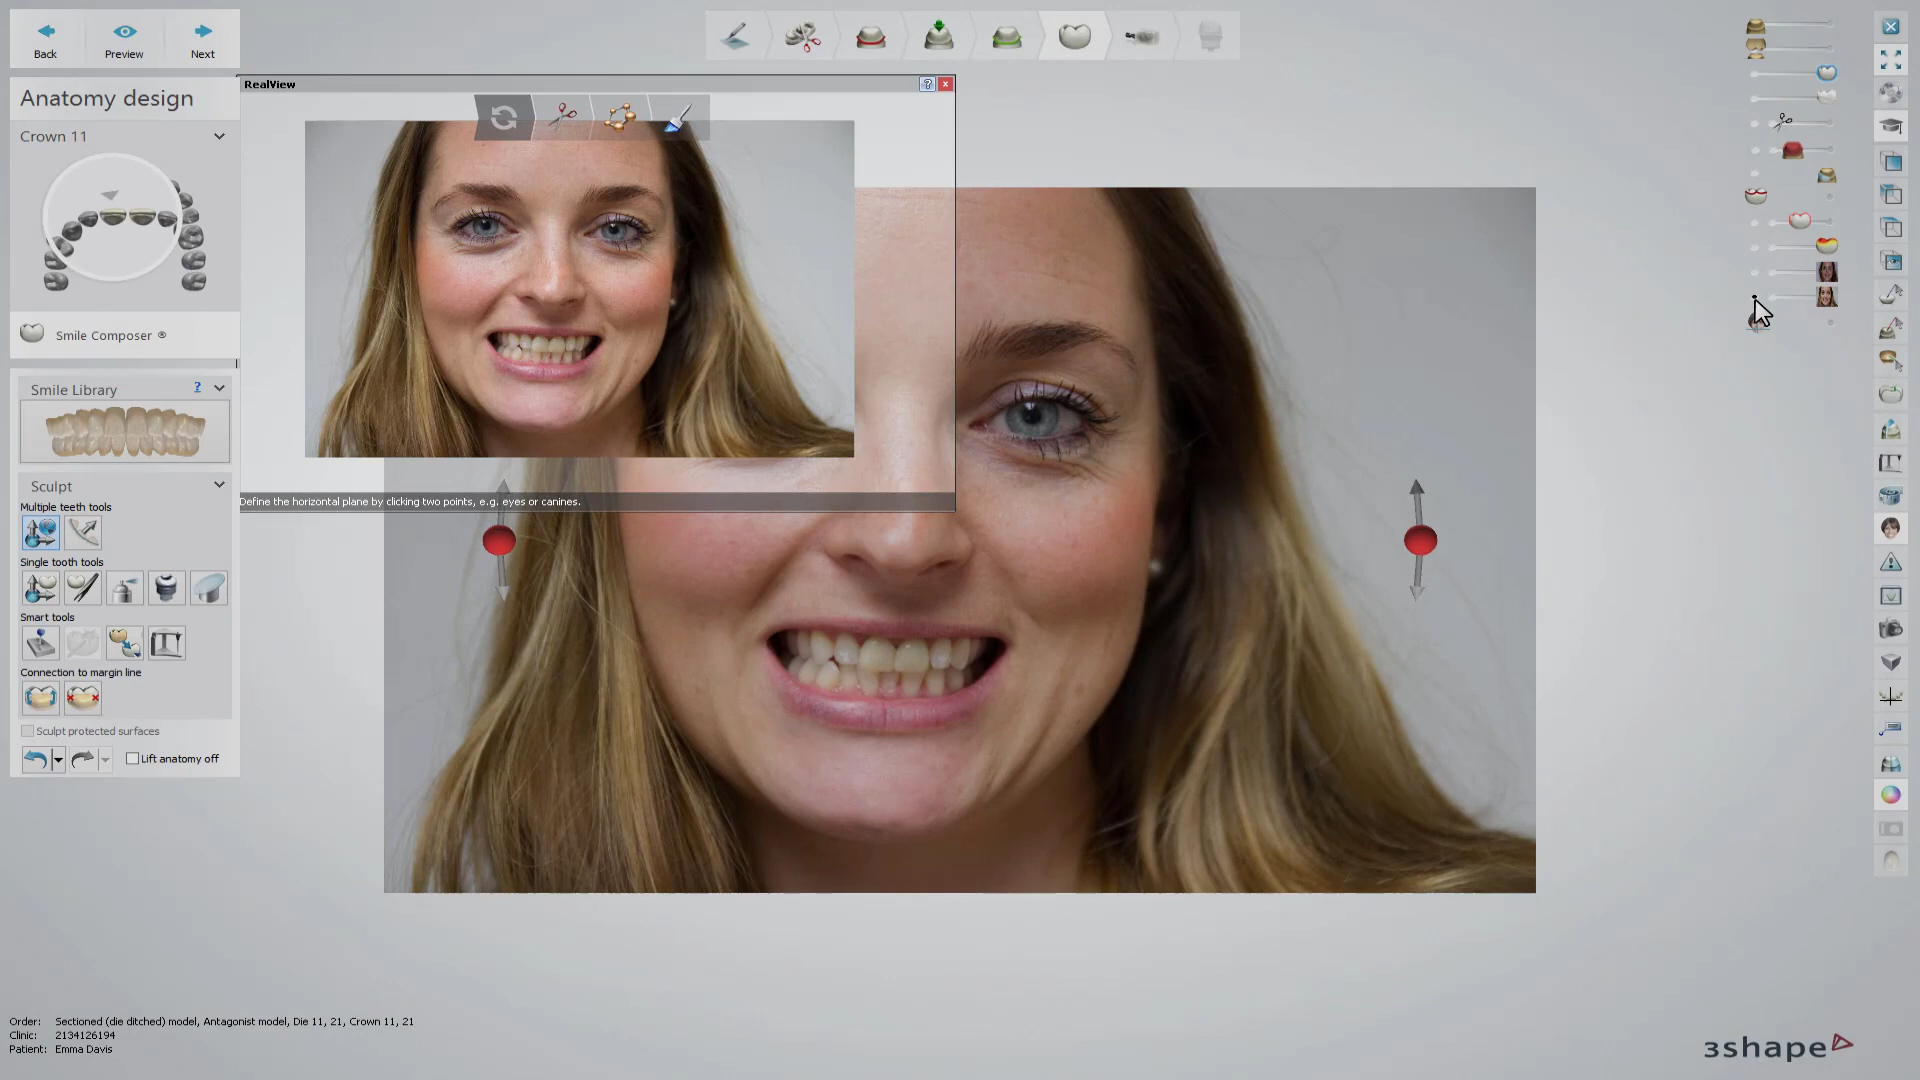 Back
Preview
Next
Anatomy design
Crown 11
Smile Composer ®
Smile Library
?
Sculpt
Multiple teeth tools
Single tooth tools
Smart tools
Connection to margin line
Sculpt protected surfaces
Lift anatomy off
RealView
?
Define the horizontal plane by clicking two points, e.g. eyes or canines.
Order: Sectioned (die ditched) model, Antagonist model, Die 11, 21, Crown 11, 21
Clinic: 2134126194
Patient: Emma Davis
3shape